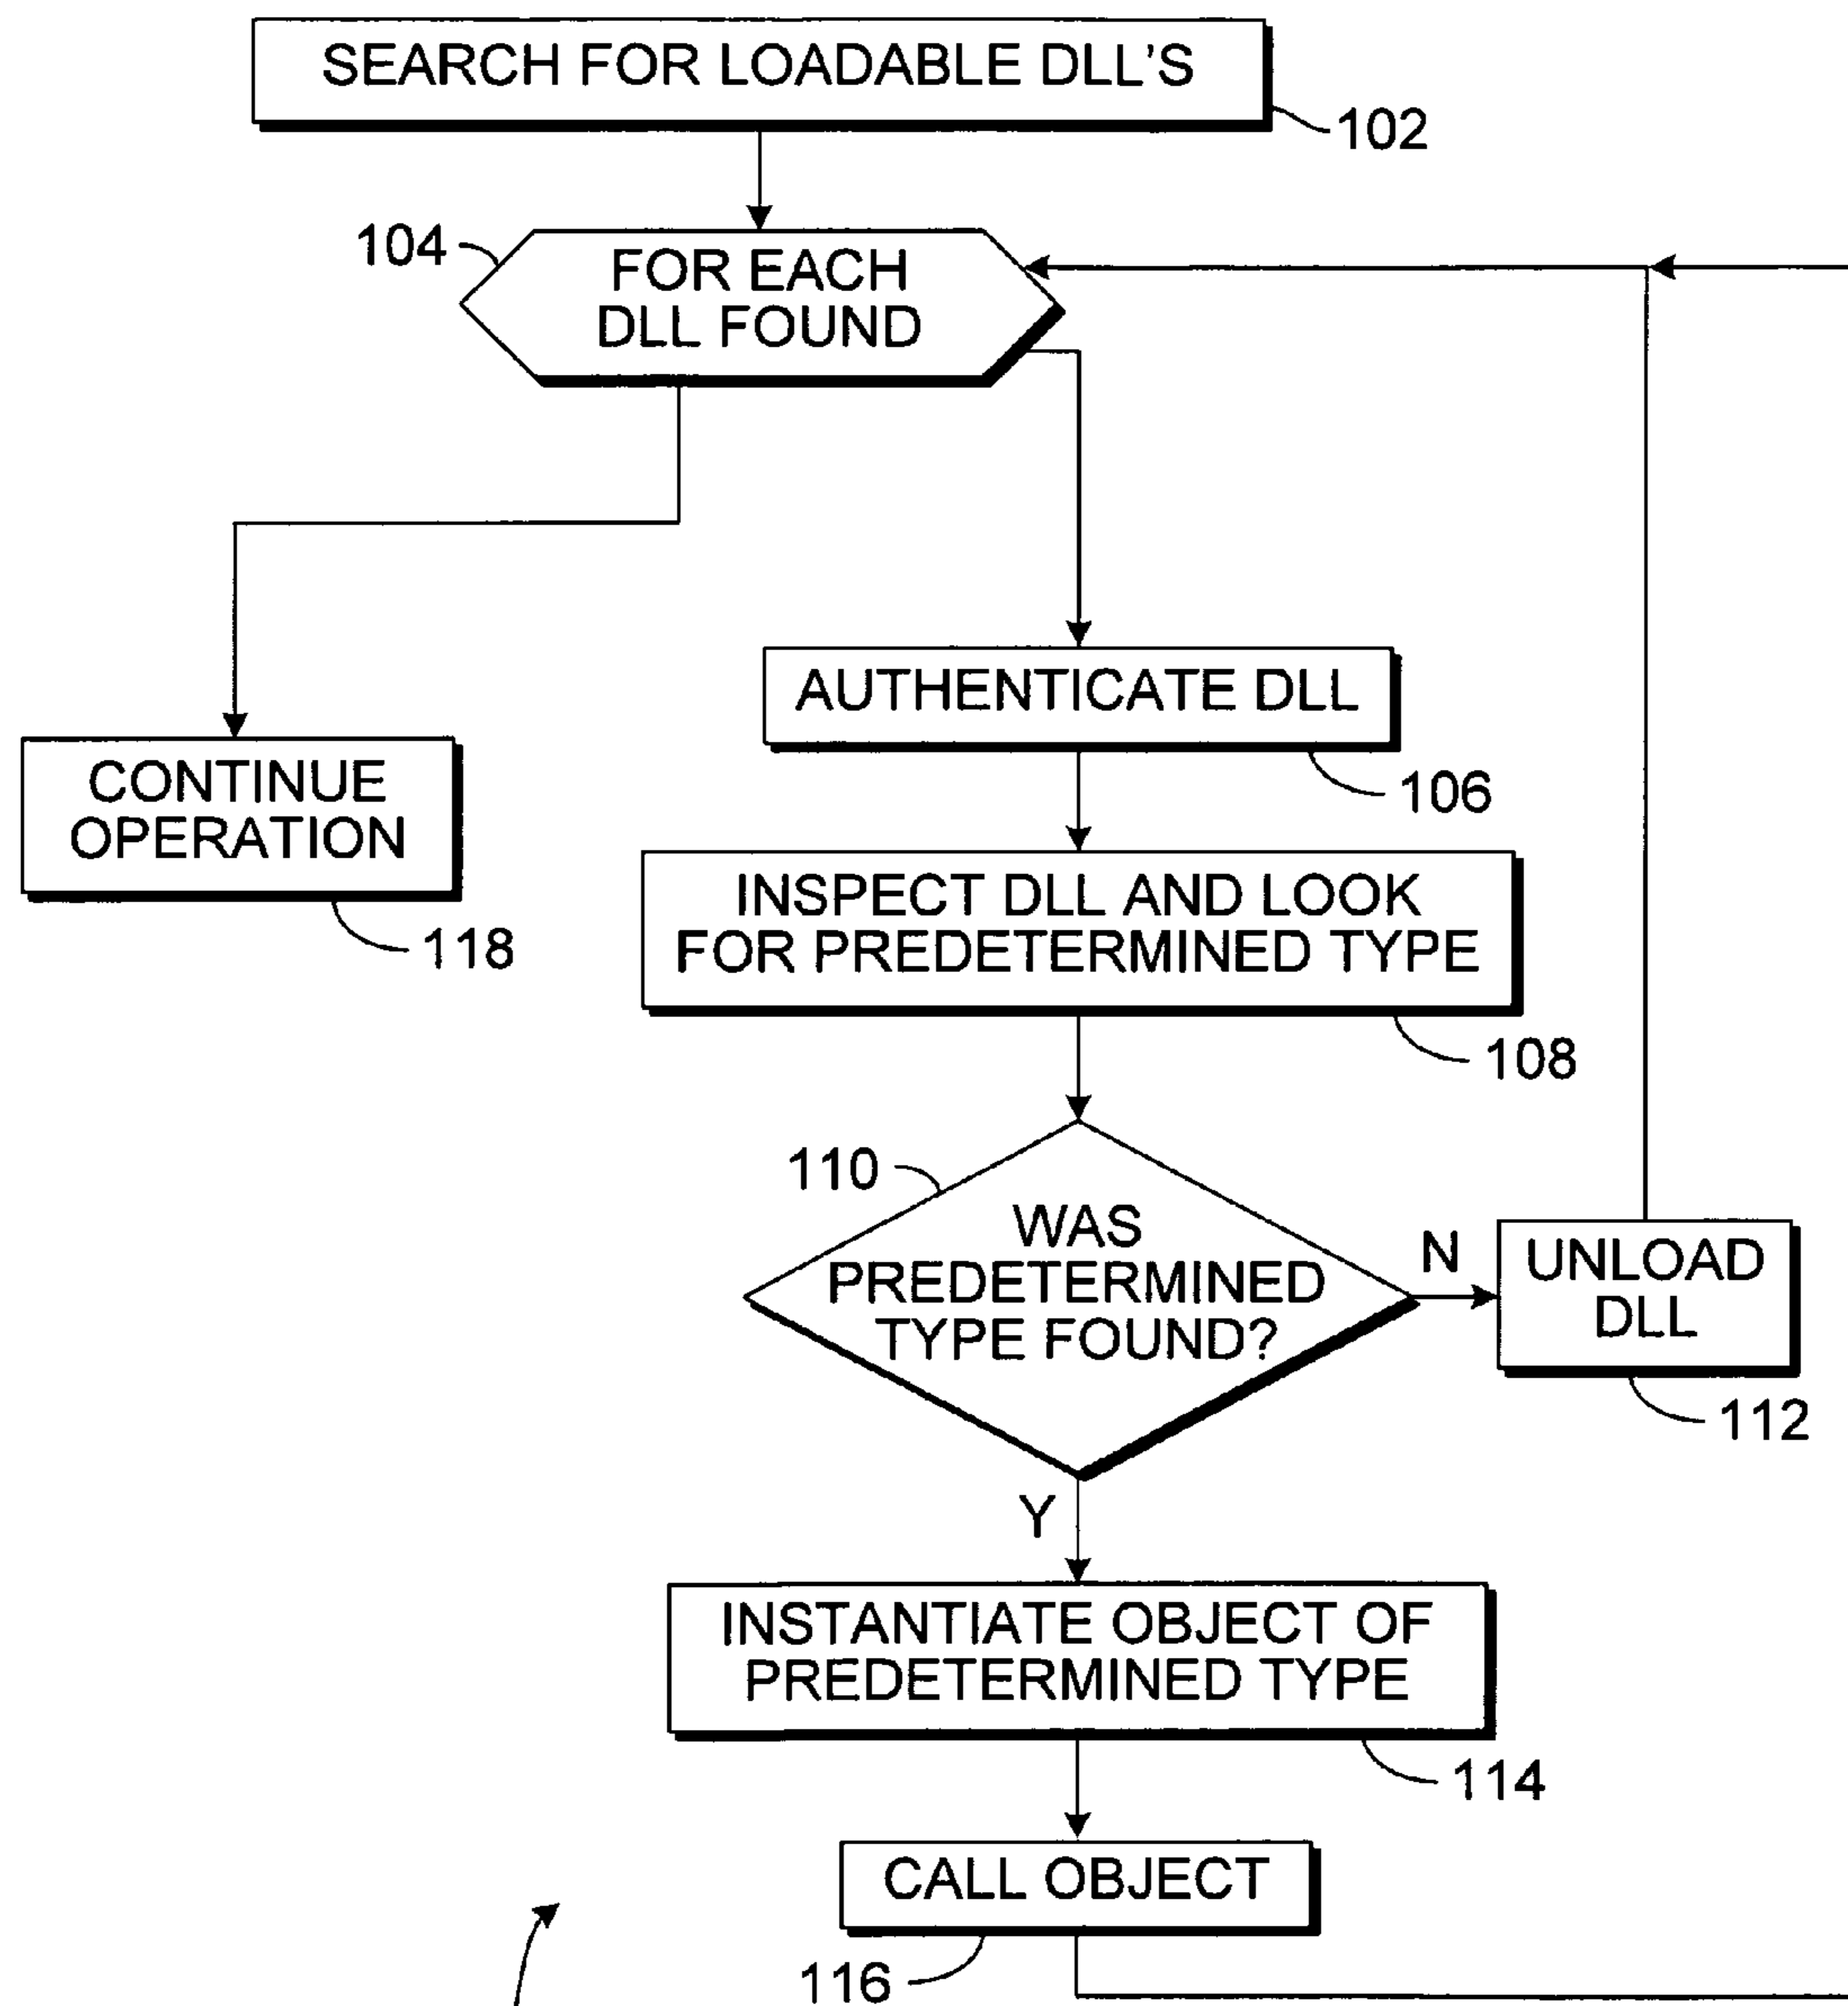 SEARCH FOR LOADABLE DLL'S
102
104
FOR EACH
DLL FOUND
AUTHENTICATE DLL
106
CONTINUE
OPERATION
118
INSPECT DLL AND LOOK
FOR PREDETERMINED TYPE
108
110
WAS
PREDETERMINED
TYPE FOUND?
N
UNLOAD
DLL
112
Y
INSTANTIATE OBJECT OF
PREDETERMINED TYPE
114
CALL OBJECT
116